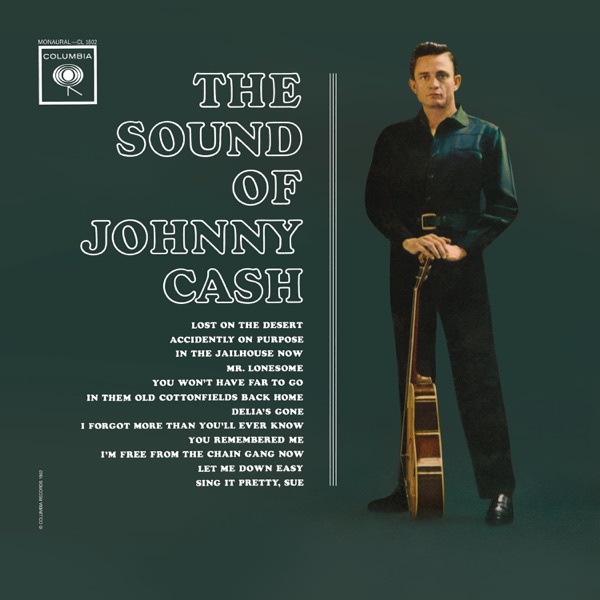 MONAURAL—CL 1802
COLUMBIA
THE
SOUND
OF
JOHNNY
CASH
LOST ON THE DESERT
ACCIDENTLY ON PURPOSE
IN THE JAILHOUSE NOW
MR. LONESOME
YOU WON'T HAVE FAR TO GO
IN THEM OLD COTTONFIELDS BACK HOME
DELIA'S GONE
I FORGOT MORE THAN YOU'LL EVER KNOW
YOU REMEMBERED ME
I'M FREE FROM THE CHAIN GANG NOW
LET ME DOWN EASY
SING IT PRETTY, SUE
© COLUMBIA RECORDS 1962